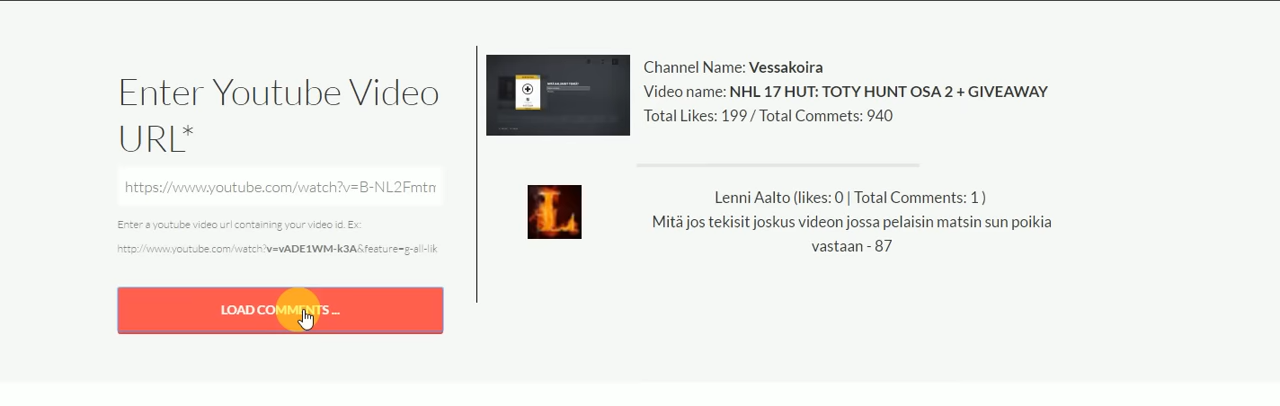 Enter Youtube Video
URL*
https://www.youtube.com/watch?v=B-NL2Fmtm
Enter a youtube video url containing your video id. Ex:
http://www.youtube.com/watch?v=vADE1WM-k3A&feature=g-all-lik
LOAD COMMENTS ...
Channel Name: Vessakoira
Video name: NHL 17 HUT: TOTY HUNT OSA 2 + GIVEAWAY
Total Likes: 199 / Total Commets: 940
Lenni Aalto (likes: 0 | Total Comments: 1 )
Mitä jos tekisit joskus videon jossa pelaisin matsin sun poikia
vastaan - 87